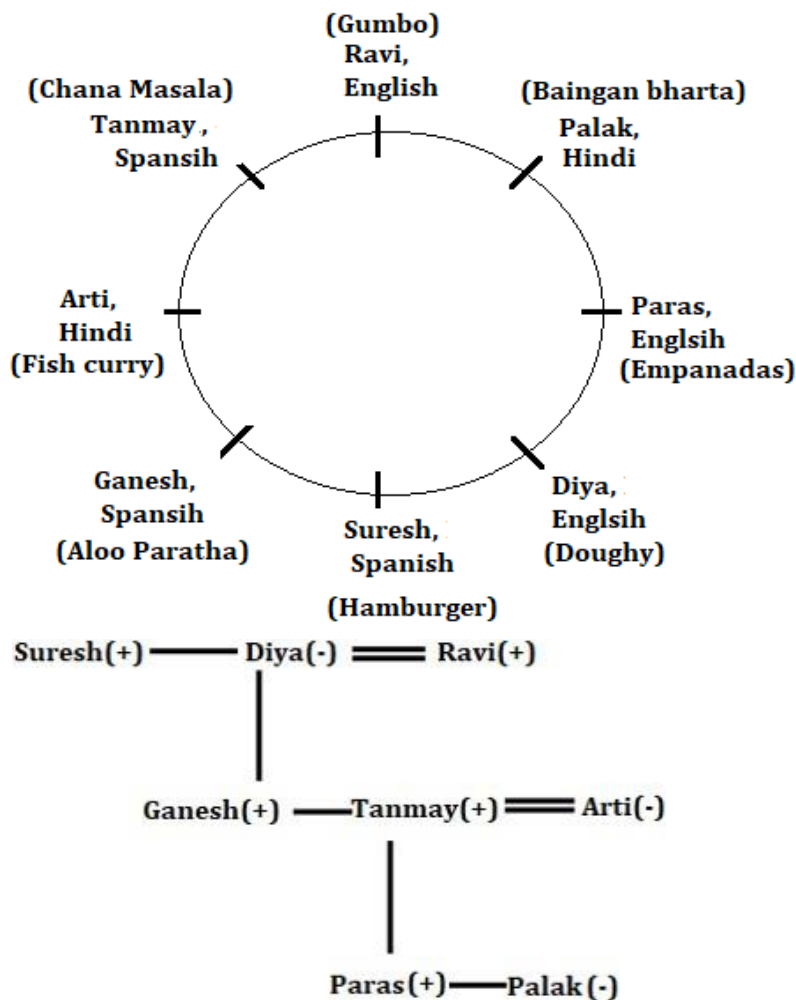 (Gumbo)
Ravi,
English
(Chana Masala)
Tanmay ,
Spansih
(Baingan bharta)
Palak,
Hindi
Arti,
Hindi
(Fish curry)
Paras,
Englsih
(Empanadas)
Ganesh,
Spansih
(Aloo Paratha)
Suresh,
Spanish
(Hamburger)
Diya,
Englsih
(Doughy)
Suresh(+) Diya(-) Ravi(+)
Ganesh(+) Tanmay(+) Arti(-)
Paras(+) Palak(-)